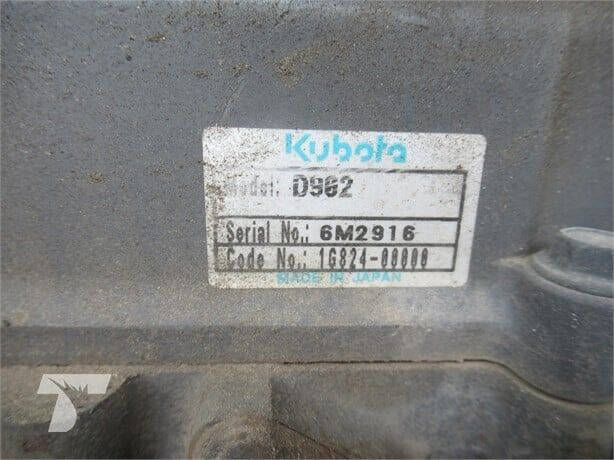 Kubota
Model: D902
Serial No.; 6M2916
Code No.; 1G824-00000
MADE IN JAPAN